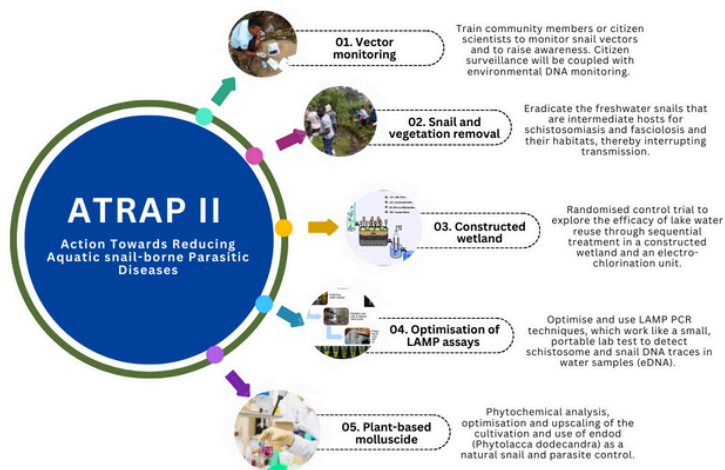 ATRAP II
Action Towards Reducing
Aquatic snail-borne Parasitic
Diseases
01. Vector
monitoring
Train community members or citizen
scientists to monitor snail vectors
and to raise awareness. Citizen
surveillance will be coupled with
environmental DNA monitoring.
02. Snail and
vegetation removal
Eradicate the freshwater snails that
are intermediate hosts for
schistosomiasis and fasciolosis and
their habitats, thereby interrupting
transmission.
03. Constructed
wetland
Randomised control trial to
explore the efficacy of lake water
reuse through sequential
treatment in a constructed
wetland and an electro-
chlorination unit.
04. Optimisation of
LAMP assays
Optimise and use LAMP PCR
techniques, which work like a small,
portable lab test to detect
schistosome and snail DNA traces in
water samples (eDNA).
05. Plant-based
molluscide
Phytochemical analysis,
optimisation and upscaling of the
cultivation and use of endod
(Phytolacca dodecandra) as a
natural snail and parasite control.